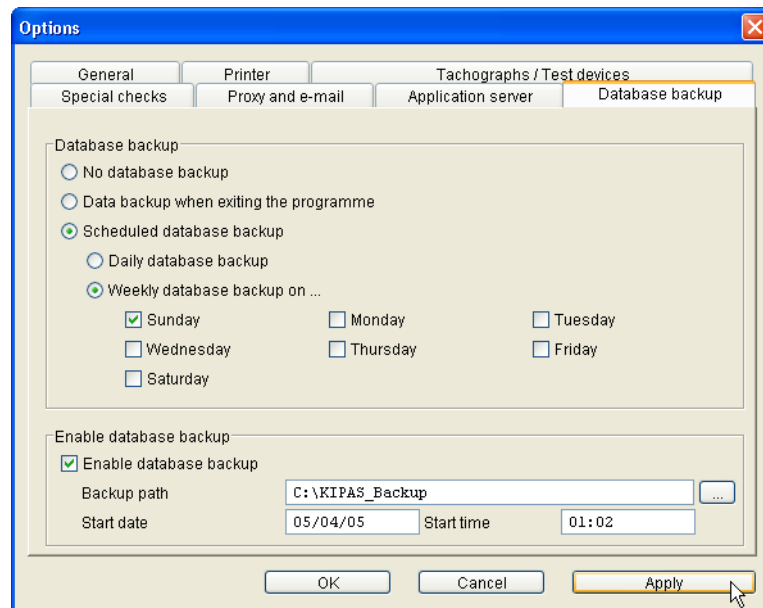 Options
General Printer Tachographs / Test devices
Special checks Proxy and e-mail Application server Database backup
Database backup
No database backup
Data backup when exiting the programme
Scheduled database backup
Daily database backup
Weekly database backup on ...
Sunday Monday Tuesday
Wednesday Thursday Friday
Saturday
Enable database backup
Enable database backup
Backup path C:\KIPAS_Backup ...
Start date 05/04/05 Start time 01:02
OK Cancel Apply